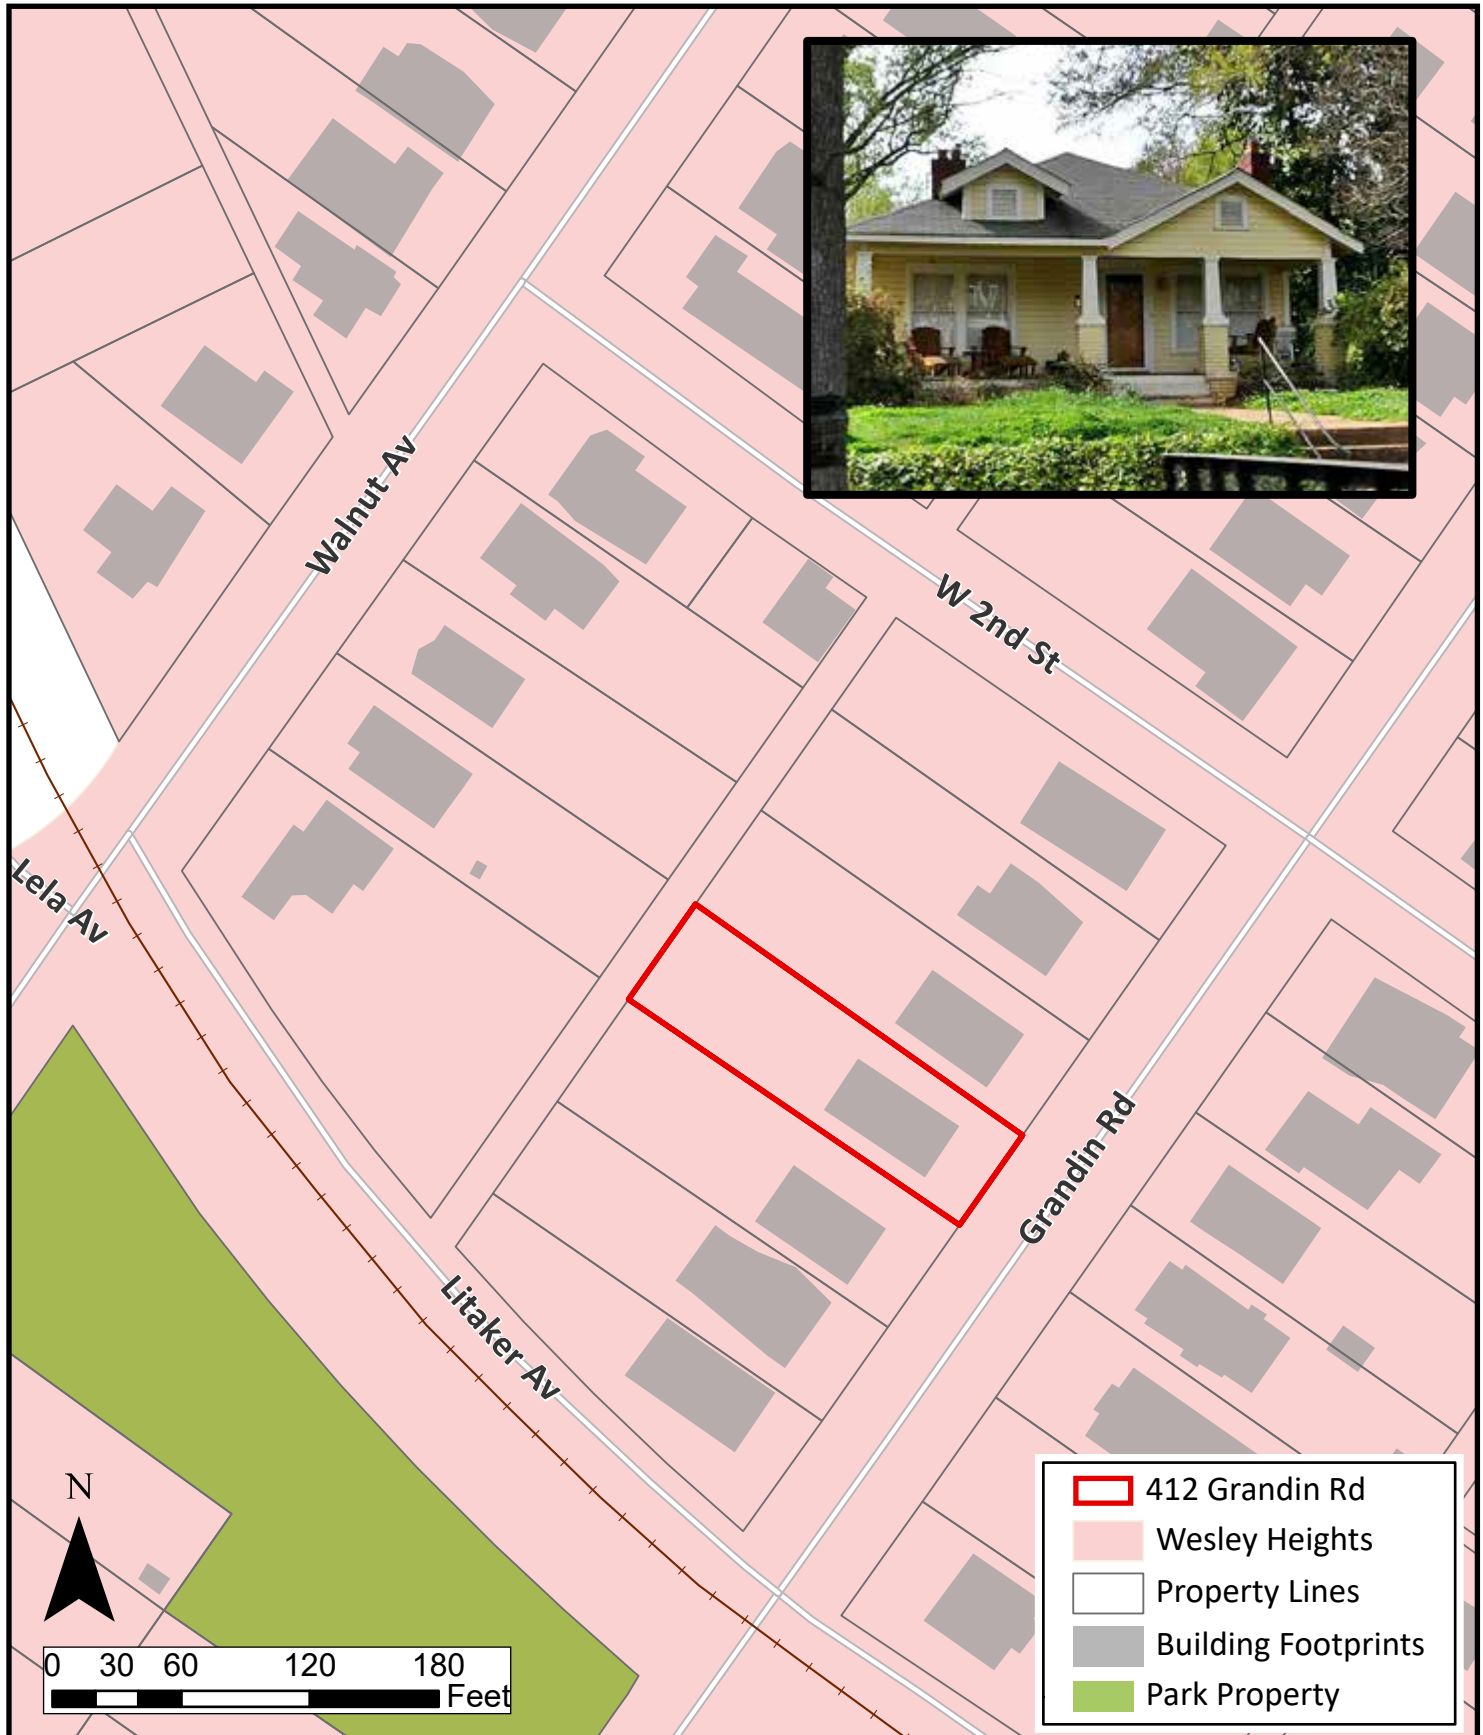 Walnut Av
W 2nd St
Lela Av
Grandin Rd
Litaker Av
N
0 30 60 120 180
Feet
412 Grandin Rd
Wesley Heights
Property Lines
Building Footprints
Park Property